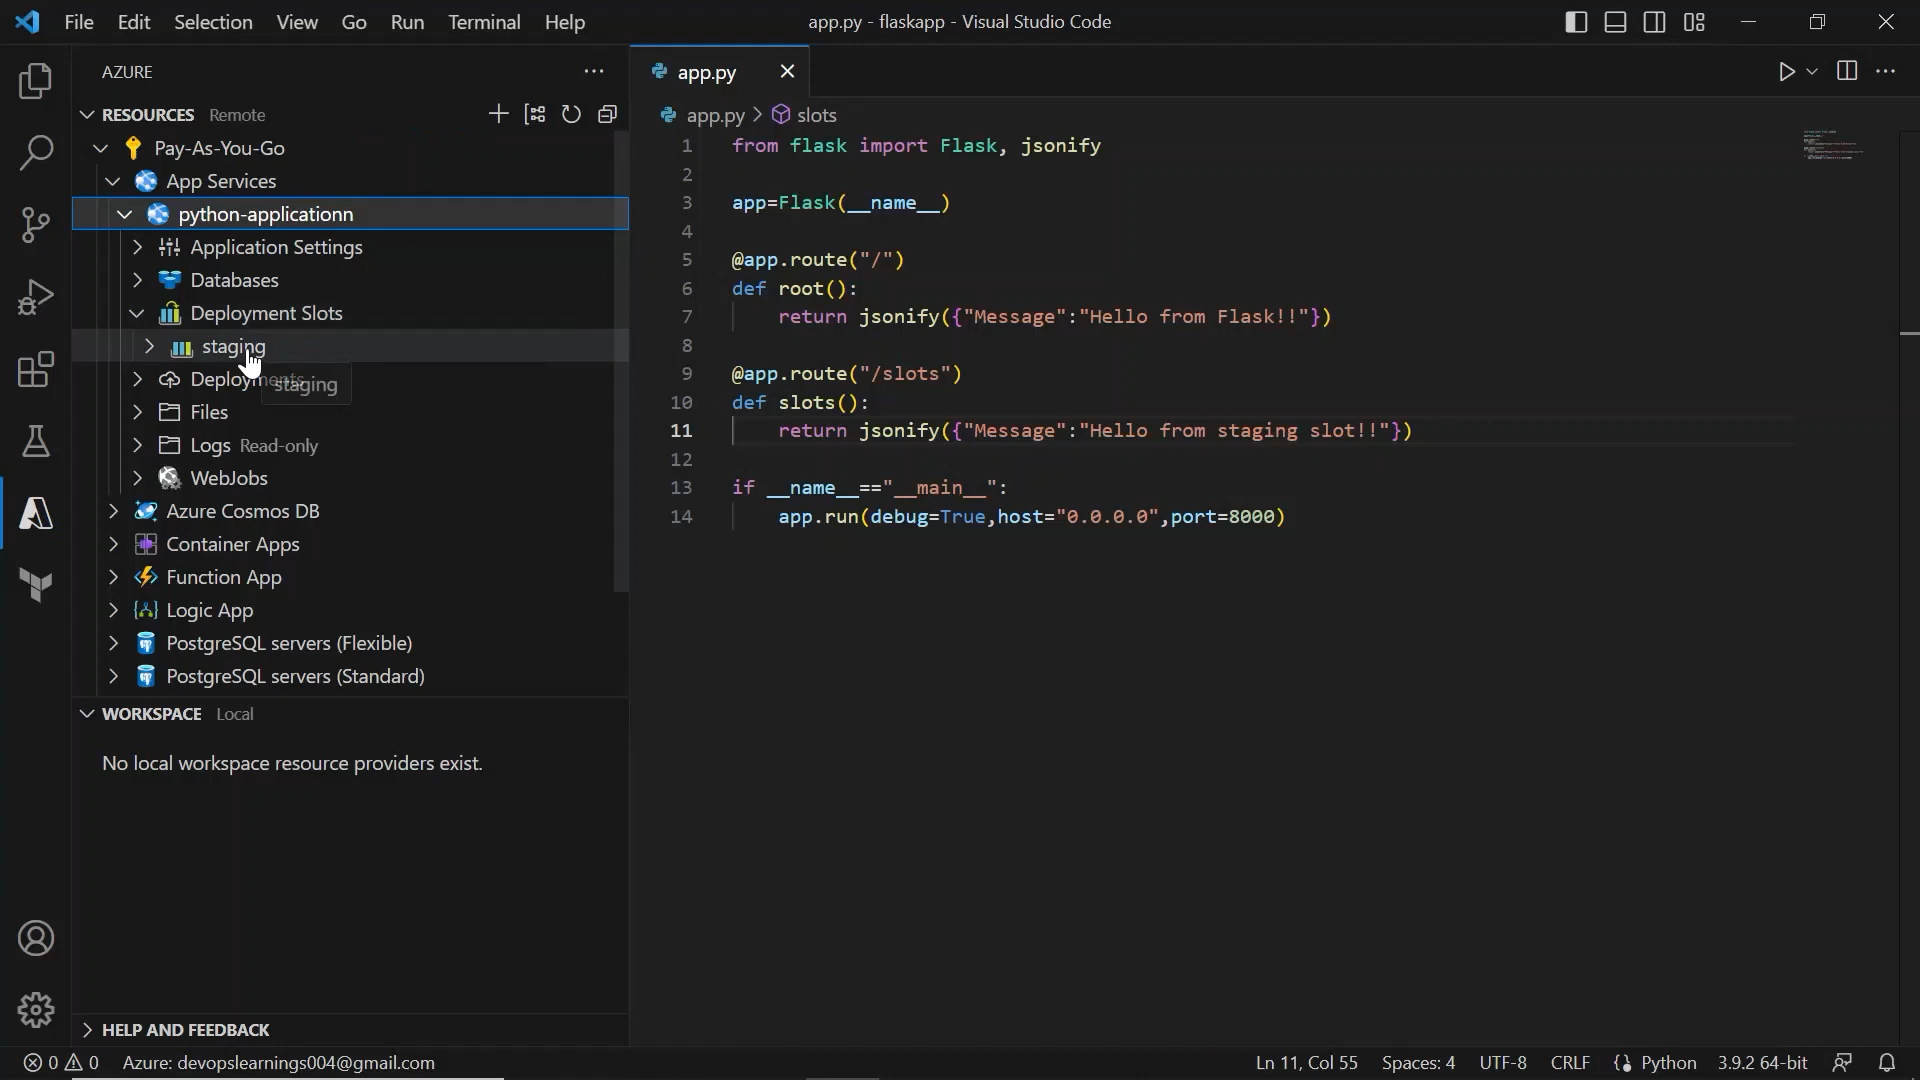 File Edit Selection View Go Run Terminal Help
app.py - flaskapp - Visual Studio Code
AZURE
RESOURCES Remote
Pay-As-You-Go
App Services
python-applicationn
Application Settings
Databases
Deployment Slots
staging
Deployments
staging
Files
Logs Read-only
WebJobs
Azure Cosmos DB
Container Apps
Function App
Logic App
PostgreSQL servers (Flexible)
PostgreSQL servers (Standard)
WORKSPACE Local
No local workspace resource providers exist.
HELP AND FEEDBACK
app.py
app.py > slots
1 from flask import Flask, jsonify
2
3 app=Flask(__name__)
4
5 @app.route("/")
6 def root():
7 return jsonify({"Message":"Hello from Flask!!"})
8
9 @app.route("/slots")
10 def slots():
11 return jsonify({"Message":"Hello from staging slot!!"})
12
13 if __name__=="__main__":
14 app.run(debug=True,host="0.0.0.0",port=8000)
0 0 Azure: devopslearnings004@gmail.com
Ln 11, Col 55 Spaces: 4 UTF-8 CRLF Python 3.9.2 64-bit